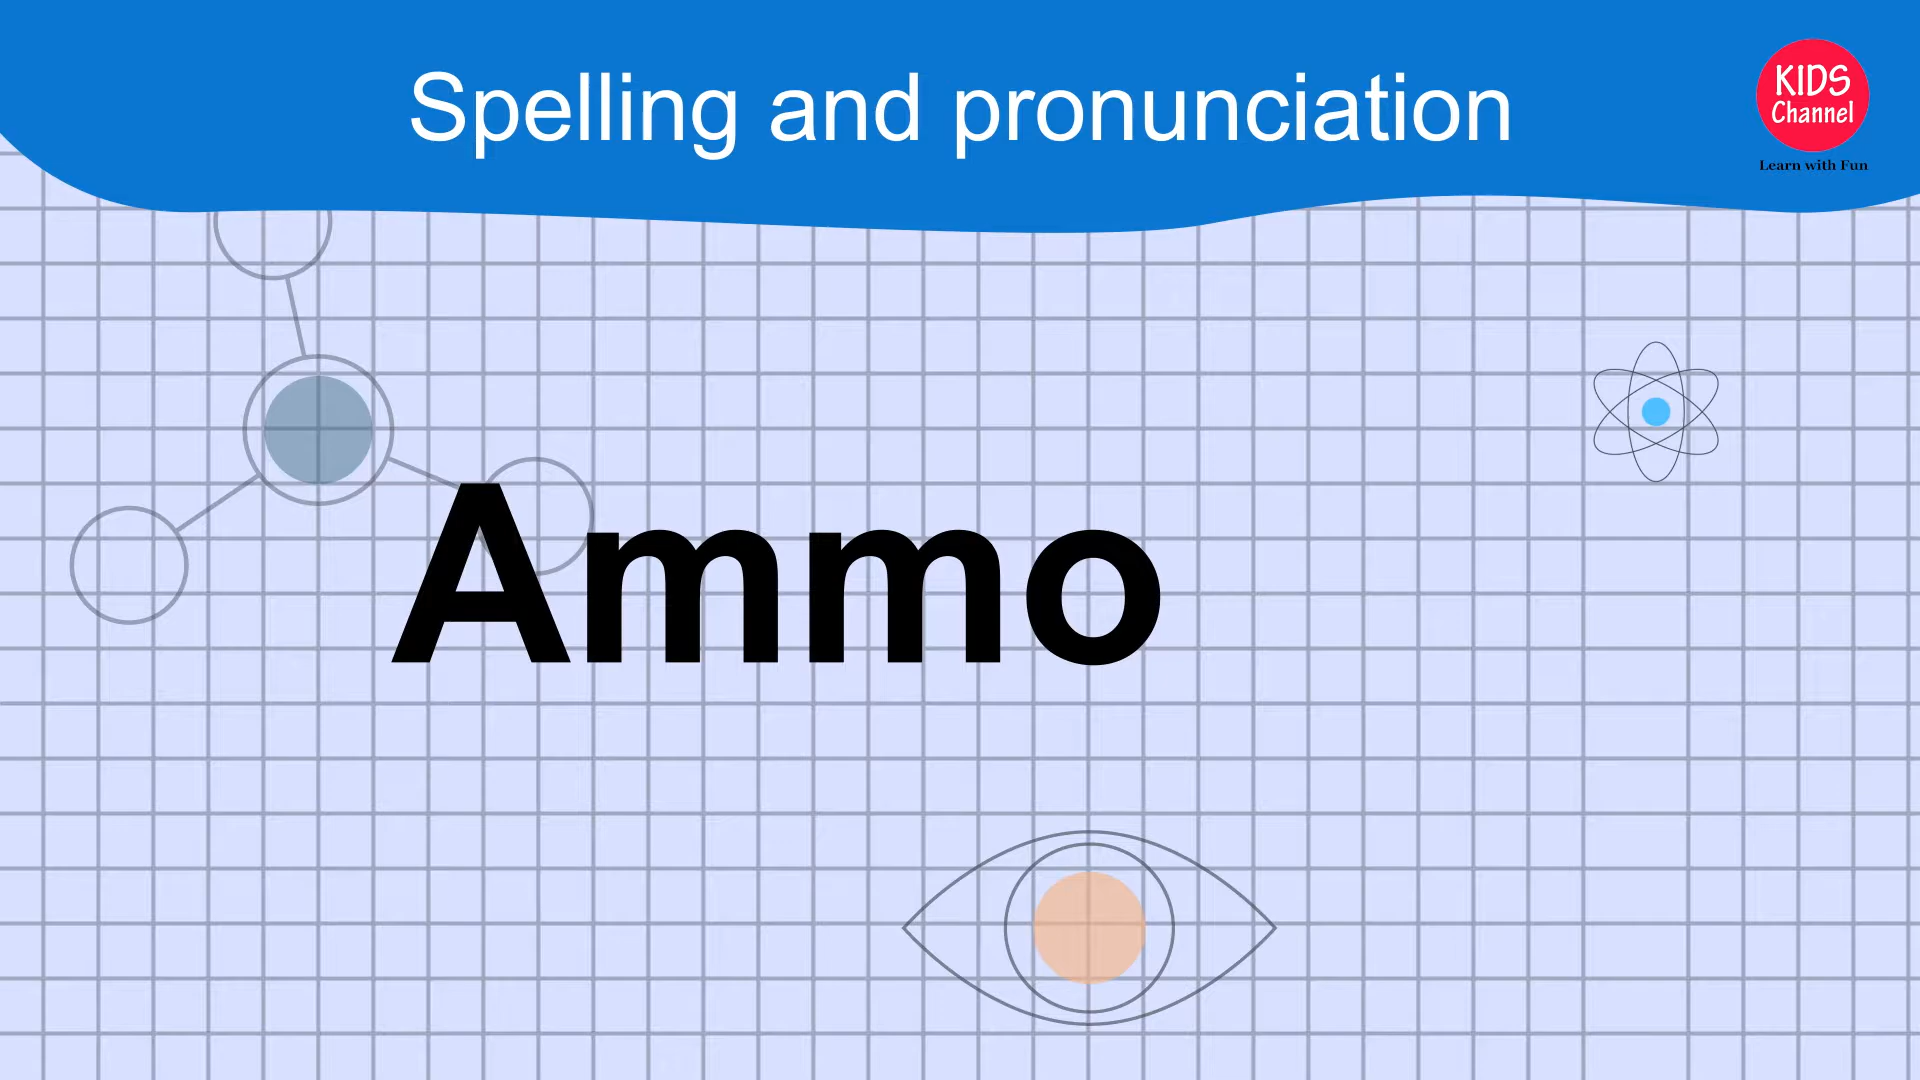 Spelling and pronunciation
KIDS
Channel
Learn with Fun
Ammo